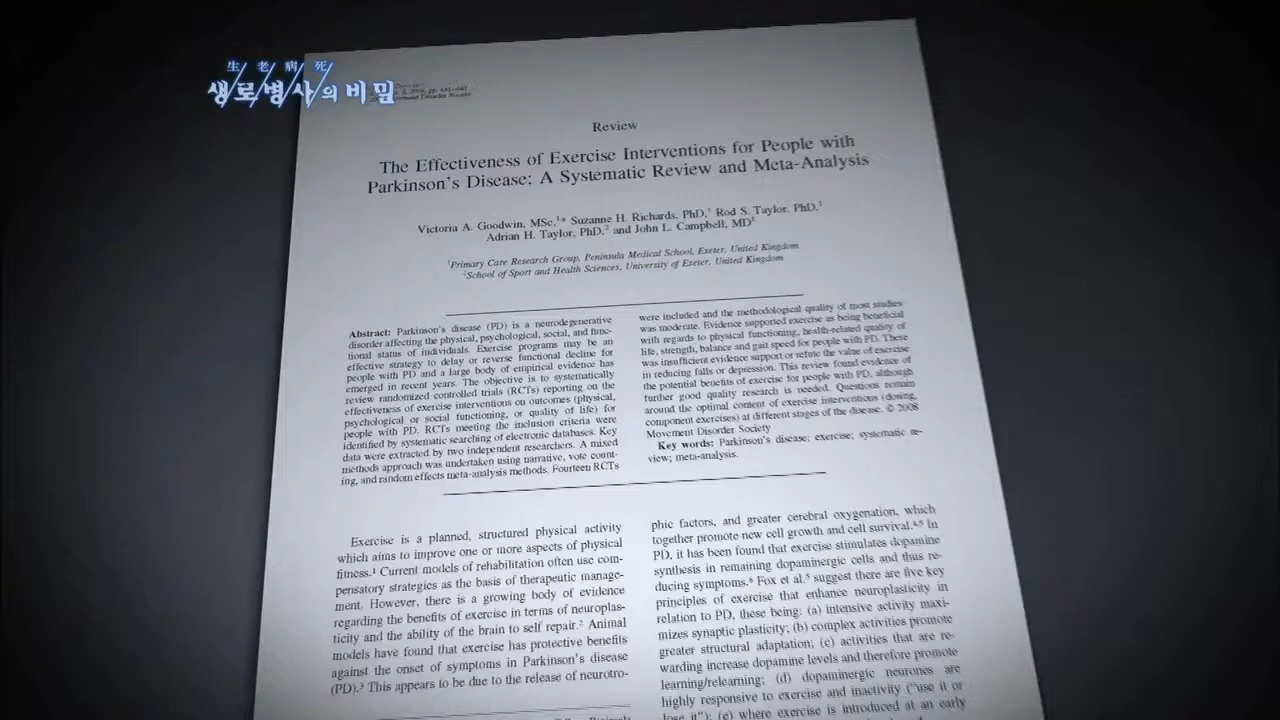 生老病死
생로병사의 비밀
Review
The Effectiveness of Exercise Interventions for People with
Parkinson's Disease: A Systematic Review and Meta-Analysis
Victoria A. Goodwin, MSc,¹* Suzanne H. Richards, PhD,¹ Rod S. Taylor, PhD,¹
Adrian H. Taylor, PhD,² and John L. Campbell, MD¹
¹Primary Care Research Group, Peninsula Medical School, Exeter, United Kingdom
²School of Sport and Health Sciences, University of Exeter, United Kingdom
Abstract: Parkinson's disease (PD) is a neurodegenerative
disorder affecting the physical, psychological, social, and func-
tional status of individuals. Exercise programs may be an
effective strategy to delay or reverse functional decline for
people with PD and a large body of empirical evidence has
emerged in recent years. The objective is to systematically
review randomized controlled trials (RCTs) reporting on the
effectiveness of exercise interventions on outcomes (physical,
psychological or social functioning, or quality of life) for
people with PD. RCTs meeting the inclusion criteria were
identified by systematic searching of electronic databases. Key
data were extracted by two independent researchers. A mixed
methods approach was undertaken using narrative, vote count-
ing, and random effects meta-analysis methods. Fourteen RCTs
were included and the methodological quality of most studies
was moderate. Evidence supported exercise as being beneficial
with regards to physical functioning, health-related quality of
life, strength, balance and gait speed for people with PD. There
was insufficient evidence support or refute the value of exercise
in reducing falls or depression. This review found evidence of
the potential benefits of exercise for people with PD, although
further good quality research is needed. Questions remain
around the optimal content of exercise interventions (dosing,
component exercises) at different stages of the disease. © 2008
Movement Disorder Society
Key words: Parkinson's disease; exercise; systematic re-
view; meta-analysis.
Exercise is a planned, structured physical activity
which aims to improve one or more aspects of physical
fitness.¹ Current models of rehabilitation often use com-
pensatory strategies as the basis of therapeutic manage-
ment. However, there is a growing body of evidence
regarding the benefits of exercise in terms of neuroplas-
ticity and the ability of the brain to self repair.² Animal
models have found that exercise has protective benefits
against the onset of symptoms in Parkinson's disease
(PD).³ This appears to be due to the release of neurotro-
phic factors, and greater cerebral oxygenation, which
together promote new cell growth and cell survival.⁴,⁵ In
PD, it has been found that exercise stimulates dopamine
synthesis in remaining dopaminergic cells and thus re-
ducing symptoms.⁶ Fox et al.⁵ suggest there are five key
principles of exercise that enhance neuroplasticity in
relation to PD, these being: (a) intensive activity maxi-
mizes synaptic plasticity; (b) complex activities promote
greater structural adaptation; (c) activities that are re-
warding increase dopamine levels and therefore promote
learning/relearning; (d) dopaminergic neurones are
highly responsive to exercise and inactivity ("use it or
lose it"); (e) where exercise is introduced at an early